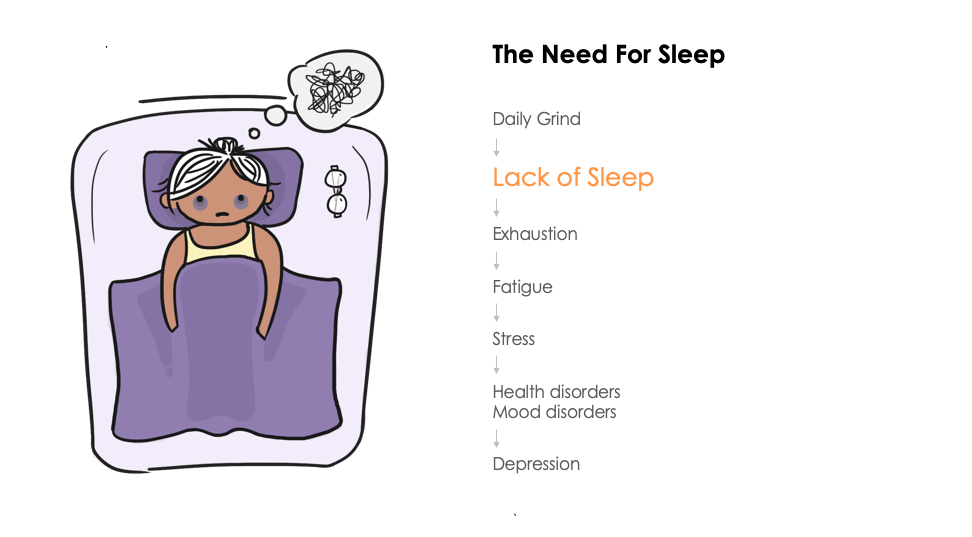 The Need For Sleep
Daily Grind
Lack of Sleep
Exhaustion
Fatigue
Stress
Health disorders
Mood disorders
Depression